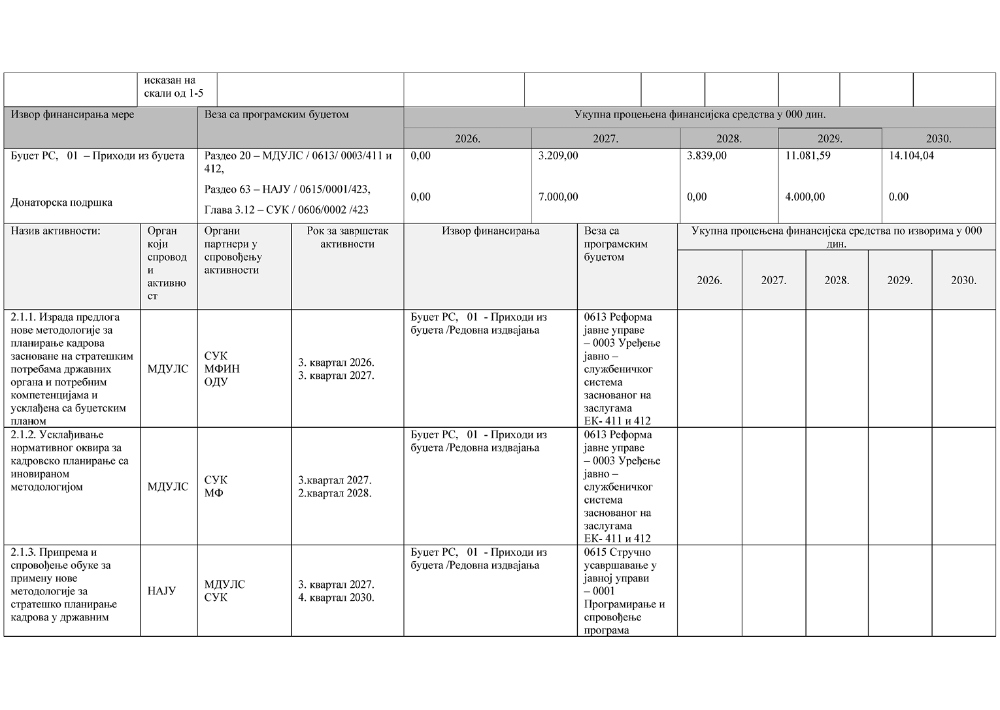 исказан на
скали од 1-5
Извор финансирања мере
Веза са програмским буџетом
Укупна процењена финансијска средства у 000 дин.
2026.
2027.
2028.
2029.
2030.
Буџет РС, 01 – Приходи из буџета
Донаторска подршка
Раздео 20 – МДУЛС / 0613/ 0003/411 и
412,
Раздео 63 – НАЈУ / 0615/0001/423,
Глава 3.12 – СУК / 0606/0002 /423
0,00
3.209,00
3.839,00
11.081,59
14.104,04
0,00
7.000,00
0,00
4.000,00
0.00
Назив активности:
Орган
који
спровод
и
активно
ст
Органи
партнери у
спровођењу
активности
Рок за завршетак
активности
Извор финансирања
Веза са
програмским
буџетом
Укупна процењена финансијска средства по изворима у 000
дин.
2026.
2027.
2028.
2029.
2030.
2.1.1. Израда предлога
нове методологије за
планирање кадрова
засноване на стратешким
потребама државних
органа и потребним
компетенцијама и
усклађена са буџетским
планом
МДУЛС
СУК
МФИН
ОДУ
3. квартал 2026.
3. квартал 2027.
Буџет РС, 01 - Приходи из
буџета /Редовна издвајања
0613 Реформа
јавне управе
– 0003 Уређење
јавно –
службеничког
система
заснованог на
заслугама
ЕК- 411 и 412
2.1.2. Усклађивање
нормативног оквира за
кадровско планирање са
иновираном
методологијом
МДУЛС
СУК
МФ
3.квартал 2027.
2.квартал 2028.
Буџет РС, 01 - Приходи из
буџета /Редовна издвајања
0613 Реформа
јавне управе
– 0003 Уређење
јавно –
службеничког
система
заснованог на
заслугама
ЕК- 411 и 412
2.1.3. Припрема и
спровођење обуке за
примену нове
методологије за
стратешко планирање
кадрова у државним
НАЈУ
МДУЛС
СУК
3. квартал 2027.
4. квартал 2030.
Буџет РС, 01 - Приходи из
буџета /Редовна издвајања
0615 Стручно
усавршавање у
јавној управи
– 0001
Програмирање и
спровођење
програма